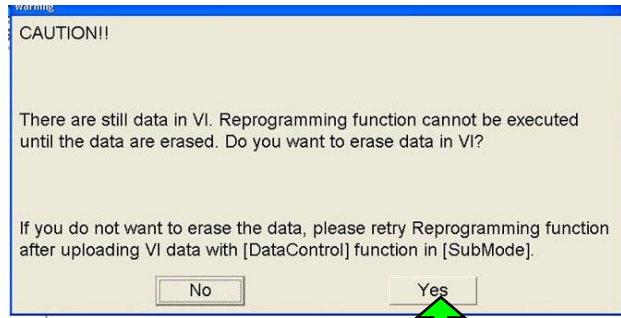 Warning
CAUTION!!
There are still data in VI. Reprogramming function cannot be executed
until the data are erased. Do you want to erase data in VI?
If you do not want to erase the data, please retry Reprogramming function
after uploading VI data with [DataControl] function in [SubMode].
No
Yes